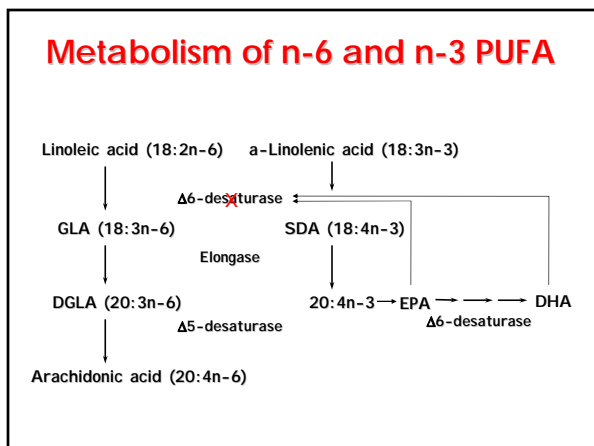 Metabolism of n-6 and n-3 PUFA
Linoleic acid (18:2n-6) a-Linolenic acid (18:3n-3)
Δ6-desaturase
GLA (18:3n-6) SDA (18:4n-3)
Elongase
DGLA (20:3n-6) 20:4n-3 EPA DHA
Δ5-desaturase Δ6-desaturase
Arachidonic acid (20:4n-6)